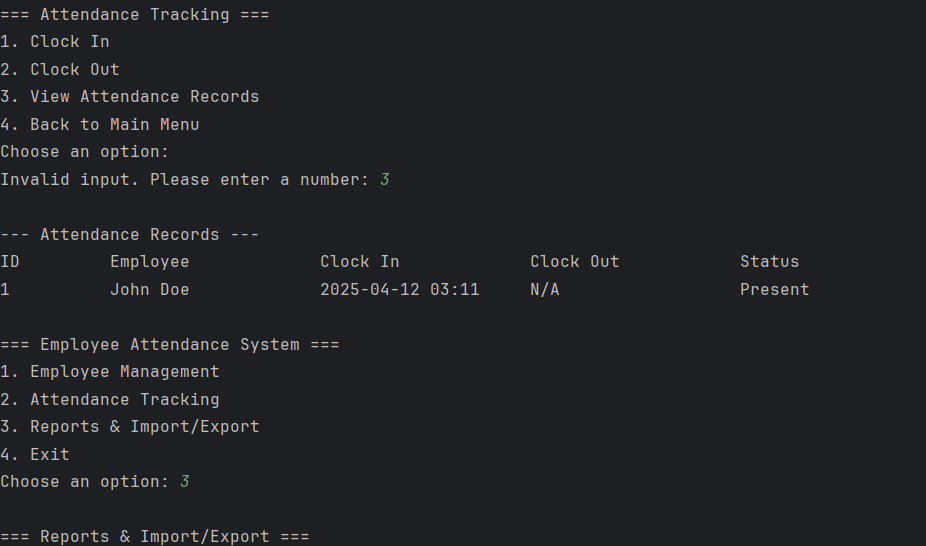 === Attendance Tracking ===
1. Clock In
2. Clock Out
3. View Attendance Records
4. Back to Main Menu
Choose an option:
Invalid input. Please enter a number: 3
--- Attendance Records ---
ID Employee Clock In Clock Out Status
1 John Doe 2025-04-12 03:11 N/A Present
=== Employee Attendance System ===
1. Employee Management
2. Attendance Tracking
3. Reports & Import/Export
4. Exit
Choose an option: 3
=== Reports & Import/Export ===